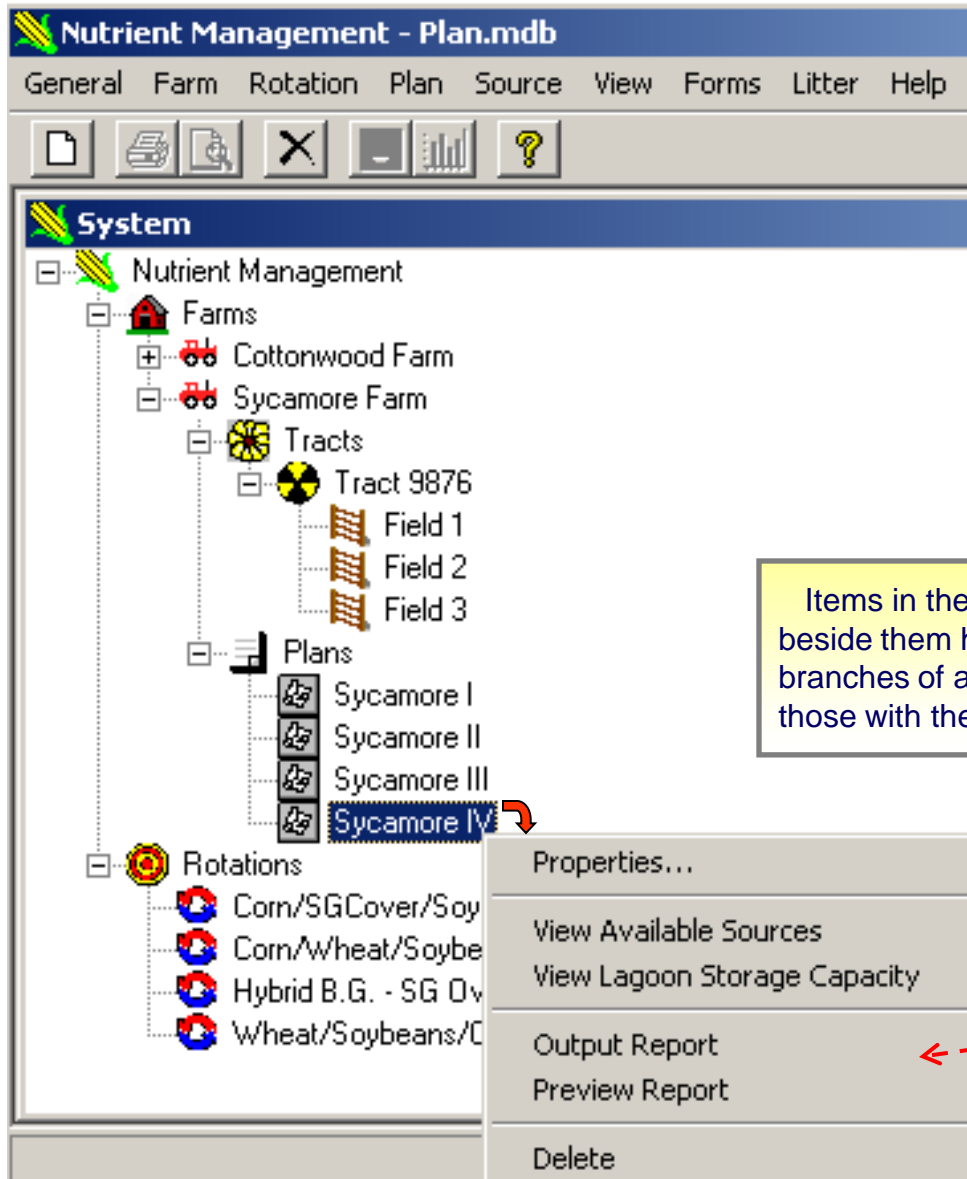 Nutrient Management - Plan.mdb
General Farm Rotation Plan Source View Forms Litter Help
System
Nutrient Management
Farms
Cottonwood Farm
Sycamore Farm
Tracts
Tract 9876
Field 1
Field 2
Field 3
Items in the
beside them h
branches of a
those with the
Plans
Sycamore I
Sycamore II
Sycamore III
Sycamore IV
Properties...
Rotations
Corn/SGCover/Soy
View Available Sources
Corn/Wheat/Soybe
View Lagoon Storage Capacity
Hybrid B.G. - SG Ov
Wheat/Soybeans/C
Output Report
Preview Report
Delete